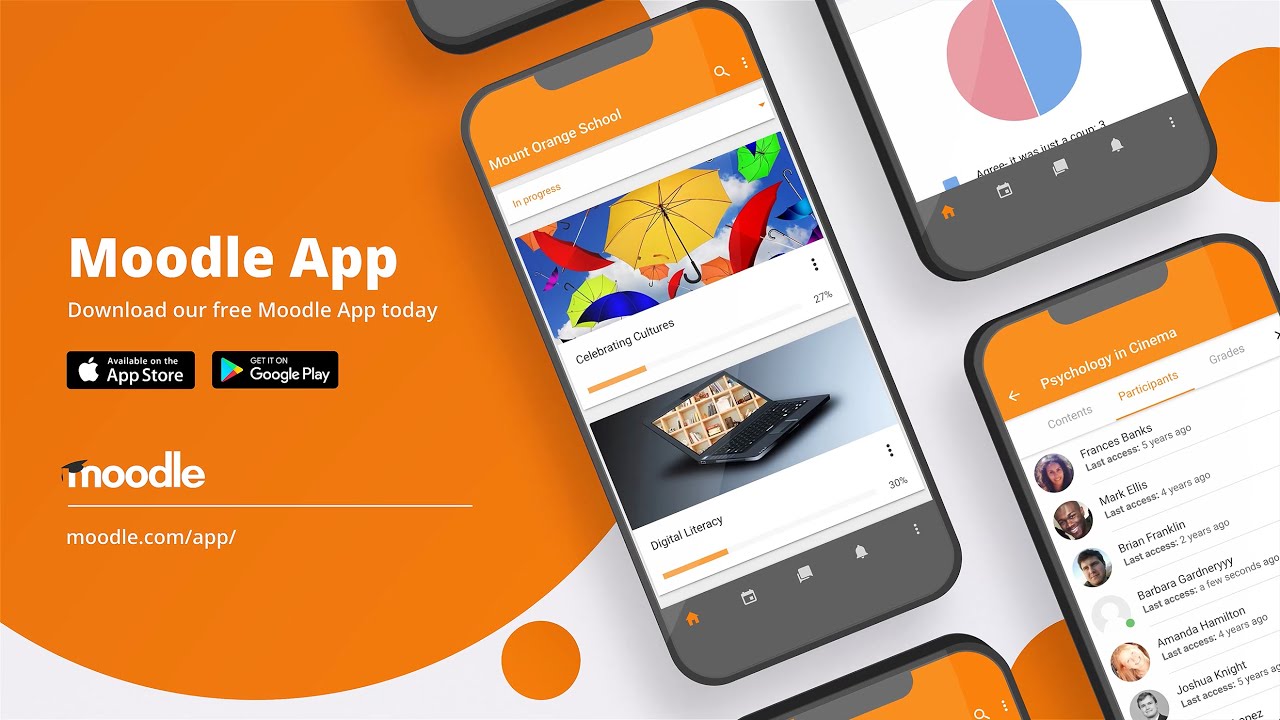 Moodle App
Download our free Moodle App today
Available on the
App Store
GET IT ON
Google Play
moodle
moodle.com/app/
Mount Orange School
In progress
27%
Celebrating Cultures
30%
Digital Literacy
Agree- it was just a coup: 3
Psychology in Cinema
Contents
Participants
Grades
Frances Banks
Last access: 5 years ago
Mark Ellis
Last access: 4 years ago
Brian Franklin
Last access: 2 years ago
Barbara Gardneryyy
Last access: a few seconds ago
Amanda Hamilton
Last access: 4 years ago
Joshua Knight
Last access: 5 years ago